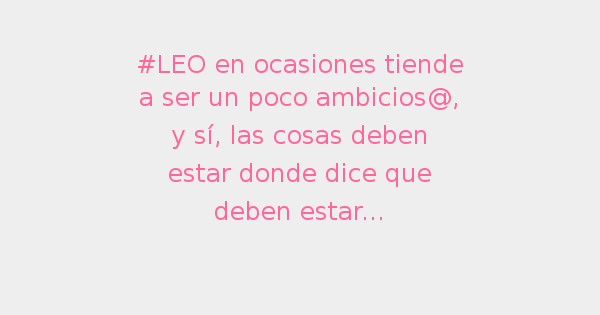 #LEO en ocasiones tiende
a ser un poco ambicios@,
y sí, las cosas deben
estar donde dice que
deben estar...